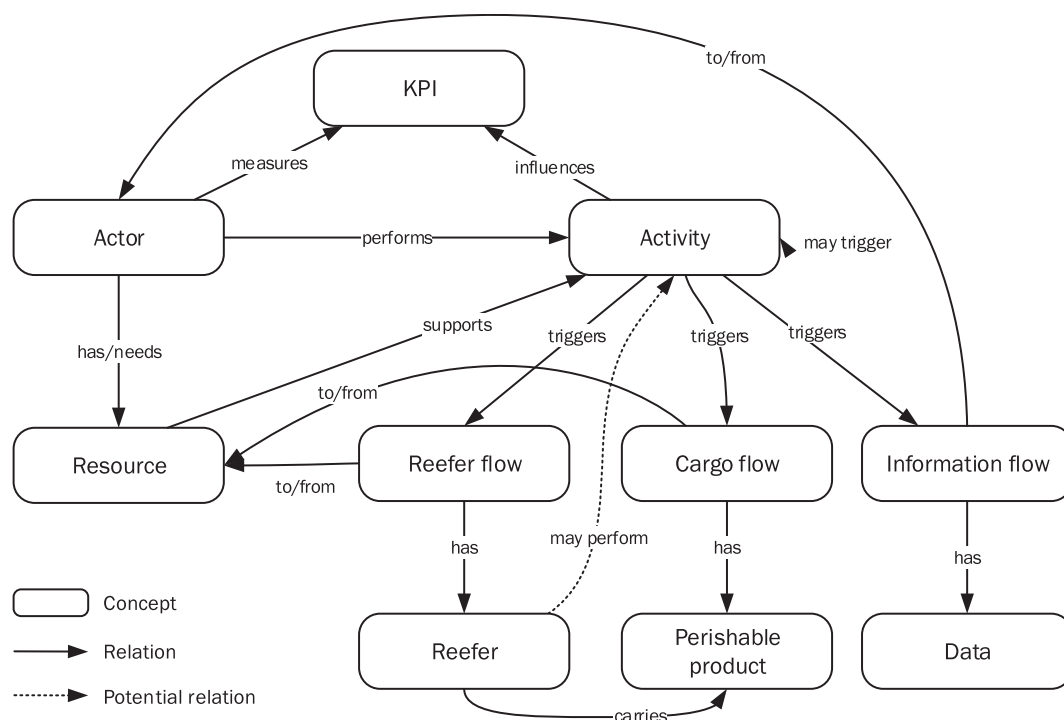 to/from
KPI
measures
influences
Actor
performs
Activity
may trigger
supports
triggers
triggers
triggers
has/needs
to/from
Resource
Reefer flow
Cargo flow
Information flow
to/from
has
may perform
has
has
Concept
Reefer
Perishable
product
Data
Relation
Potential relation
carries